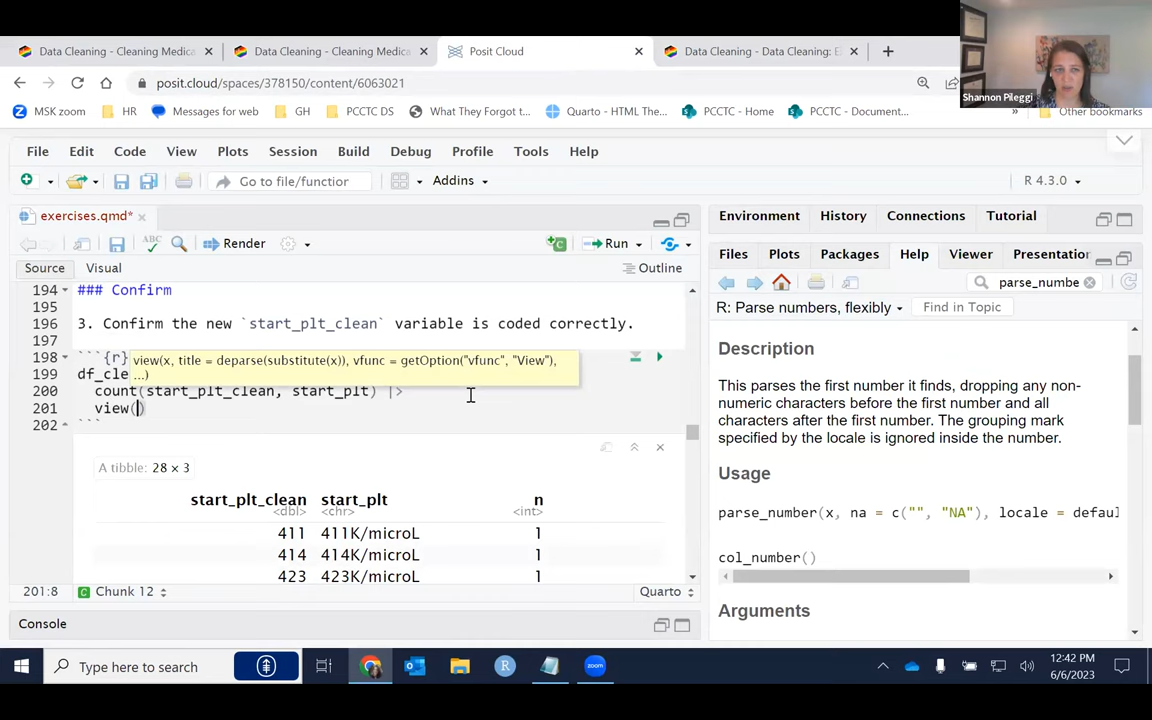 Data Cleaning - Cleaning Medica
Data Cleaning - Cleaning Medica
Posit Cloud
Data Cleaning - Data Cleaning: E
Shannon Pileggi
posit.cloud/spaces/378150/content/6063021
MSK zoom
HR
Messages for web
GH
What They Forgot t...
Quarto - HTML The...
PCCTC DS
PCCTC - Home
PCCTC - Document...
»
Other bookmarks
File Edit Code View Plots Session Build Debug Profile Tools Help
Go to file/function
Addins
R 4.3.0
exercises.qmd*
Render
Run
Source Visual
Outline
194 ### Confirm
195
196 3. Confirm the new `start_plt_clean` variable is coded correctly.
197
198 ```{r}
view(x, title = deparse(substitute(x)), vfunc = getOption("vfunc", "View"),
...)
df_cle
200 count(start_plt_clean, start_plt) |>
201 view()
202 ```
A tibble: 28 × 3
start_plt_clean start_plt n
<dbl> <chr> <int>
411 411K/microL 1
414 414K/microL 1
423 423K/microL 1
201:8 Chunk 12 Quarto
Console
Environment History Connections Tutorial
Files Plots Packages Help Viewer Presentation
parse_numbe
R: Parse numbers, flexibly
Find in Topic
Description
This parses the first number it finds, dropping any non-
numeric characters before the first number and all
characters after the first number. The grouping mark
specified by the locale is ignored inside the number.
Usage
parse_number(x, na = c("", "NA"), locale = defaul
col_number()
Arguments
Type here to search
12:42 PM
6/6/2023